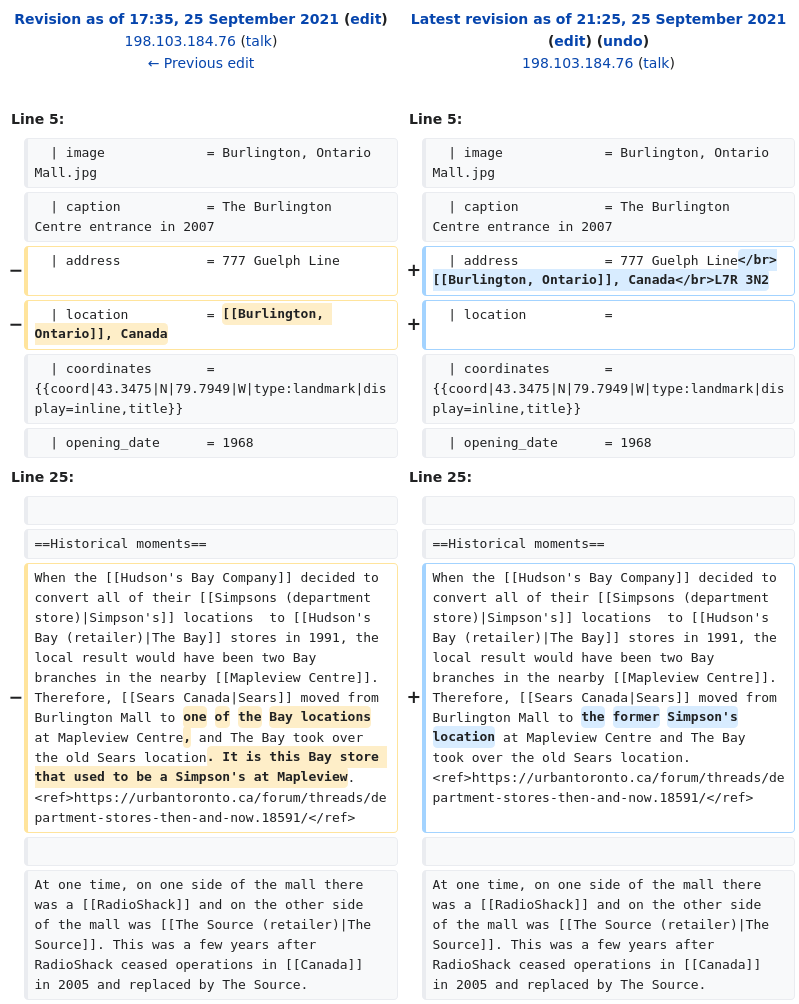 Revision as of 17:35, 25 September 2021 (edit)
198.103.184.76 (talk)
← Previous edit
Latest revision as of 21:25, 25 September 2021
(edit) (undo)
198.103.184.76 (talk)
Line 5:
Line 5:
| image             = Burlington, Ontario
Mall.jpg
| image             = Burlington, Ontario
Mall.jpg
| caption           = The Burlington
Centre entrance in 2007
| caption           = The Burlington
Centre entrance in 2007
−
| address           = 777 Guelph Line
+
| address           = 777 Guelph Line</br>
[[Burlington, Ontario]], Canada</br>L7R 3N2
−
| location          = [[Burlington,
Ontario]], Canada
+
| location          =
| coordinates       =
{{coord|43.3475|N|79.7949|W|type:landmark|dis
play=inline,title}}
| coordinates       =
{{coord|43.3475|N|79.7949|W|type:landmark|dis
play=inline,title}}
| opening_date      = 1968
| opening_date      = 1968
Line 25:
Line 25:
==Historical moments==
==Historical moments==
−
When the [[Hudson's Bay Company]] decided to
convert all of their [[Simpsons (department
store)|Simpson's]] locations  to [[Hudson's
Bay (retailer)|The Bay]] stores in 1991, the
local result would have been two Bay
branches in the nearby [[Mapleview Centre]].
Therefore, [[Sears Canada|Sears]] moved from
Burlington Mall to one of the Bay locations
at Mapleview Centre, and The Bay took over
the old Sears location. It is this Bay store
that used to be a Simpson's at Mapleview.
<ref>https://urbantoronto.ca/forum/threads/de
partment-stores-then-and-now.18591/</ref>
+
When the [[Hudson's Bay Company]] decided to
convert all of their [[Simpsons (department
store)|Simpson's]] locations  to [[Hudson's
Bay (retailer)|The Bay]] stores in 1991, the
local result would have been two Bay
branches in the nearby [[Mapleview Centre]].
Therefore, [[Sears Canada|Sears]] moved from
Burlington Mall to the former Simpson's
location at Mapleview Centre and The Bay
took over the old Sears location.
<ref>https://urbantoronto.ca/forum/threads/de
partment-stores-then-and-now.18591/</ref>
At one time, on one side of the mall there
was a [[RadioShack]] and on the other side
of the mall was [[The Source (retailer)|The
Source]]. This was a few years after
RadioShack ceased operations in [[Canada]]
in 2005 and replaced by The Source.
At one time, on one side of the mall there
was a [[RadioShack]] and on the other side
of the mall was [[The Source (retailer)|The
Source]]. This was a few years after
RadioShack ceased operations in [[Canada]]
in 2005 and replaced by The Source.